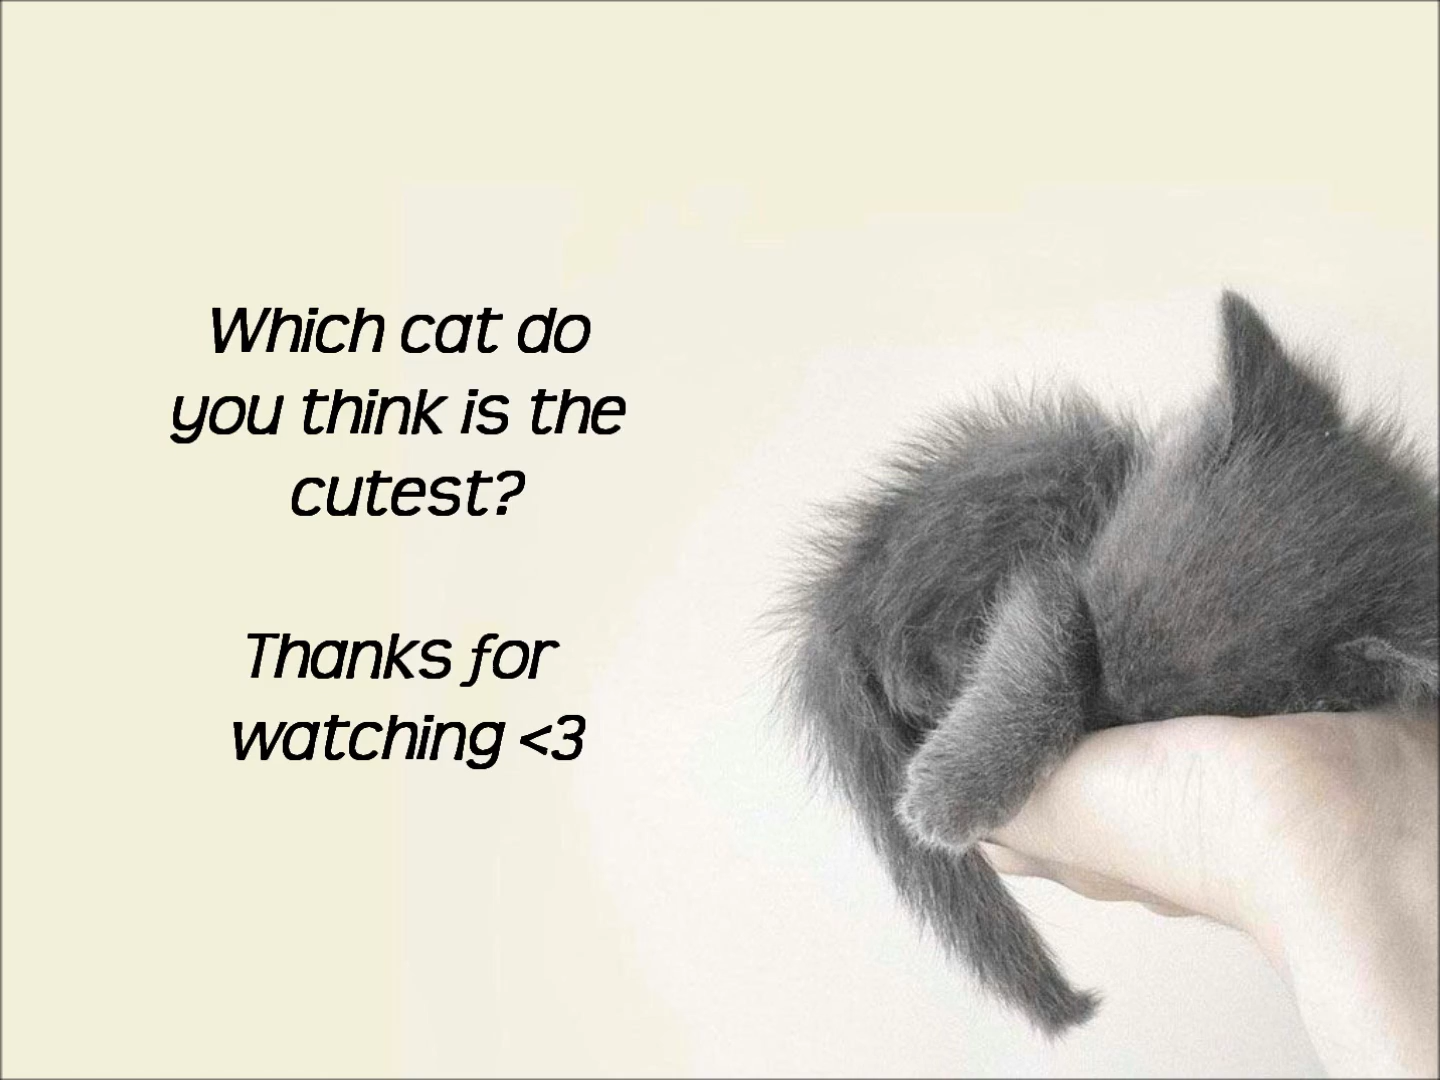 Which cat do
you think is the
cutest?
Thanks for
watching <3